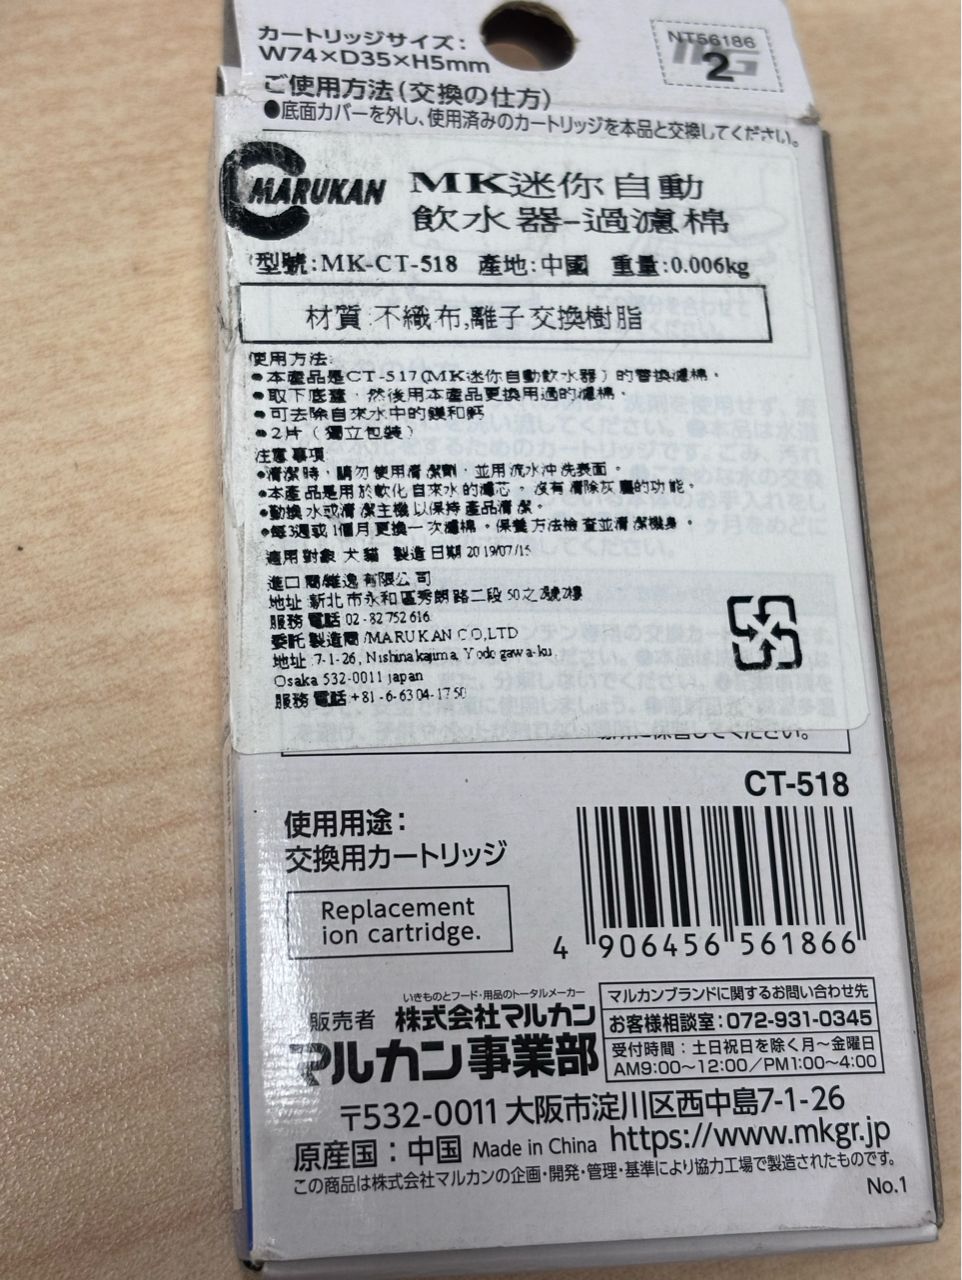 カートリッジサイズ：
W74×D35×H5mm
NT56186
2
ご使用方法（交換の仕方）
●底面カバーを外し、使用済みのカートリッジを本品と交換してください。
MARUKAN
MK迷你自動
飲水器-過濾棉
型號:MK-CT-518 產地:中國 重量:0.006kg
材質:不織布,離子交換樹脂
使用方法:
●本產品是CT-517(MK迷你自動飲水器)的替換濾棉。
●取下底蓋，然後用本產品更換用過的濾棉。
●可去除自來水中的鎂和鈣
●2片（獨立包裝）
注意事項
●清潔時，請勿使用清潔劑，並用流水沖洗表面。
●本產品是用於軟化自來水的濾芯。沒有清除灰塵的功能。
●勤換水或清潔主機以保持產品清潔。
●每3週或1個月更換一次濾棉。保養方法檢查並清潔機身。
適用對象 犬貓 製造日期 2019/07/15
進口商 雜逸有限公司
地址 新北市永和區秀朗路二段50之2號2樓
服務電話 02-82752616
委託製造商/MARUKAN CO,LTD
地址 7-1-26, Nishinakajima, Yodogawa-ku,
Osaka 532-0011 japan
服務電話 +81-6-6304-1750
CT-518
使用用途：
交換用カートリッジ
Replacement
ion cartridge.
4 906456 561866
いきものとフード・用品のトータルメーカー
販売者 株式会社マルカン
マルカン事業部
マルカンブランドに関するお問い合わせ先
お客様相談室：072-931-0345
受付時間：土日祝日を除く月～金曜日
AM9:00～12:00／PM1:00～4:00
〒532-0011 大阪市淀川区西中島7-1-26
原産国：中国 Made in China https://www.mkgr.jp
この商品は株式会社マルカンの企画・開発・管理・基準により協力工場で製造されたものです。
No.1